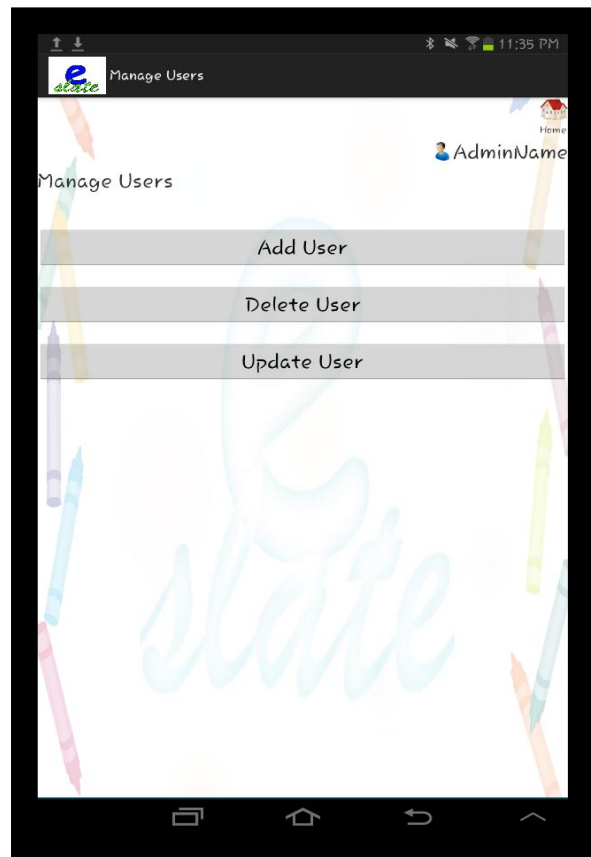 11:35 PM
e
slate
Manage Users
Home
AdminName
Manage Users
Add User
Delete User
Update User
e
slate